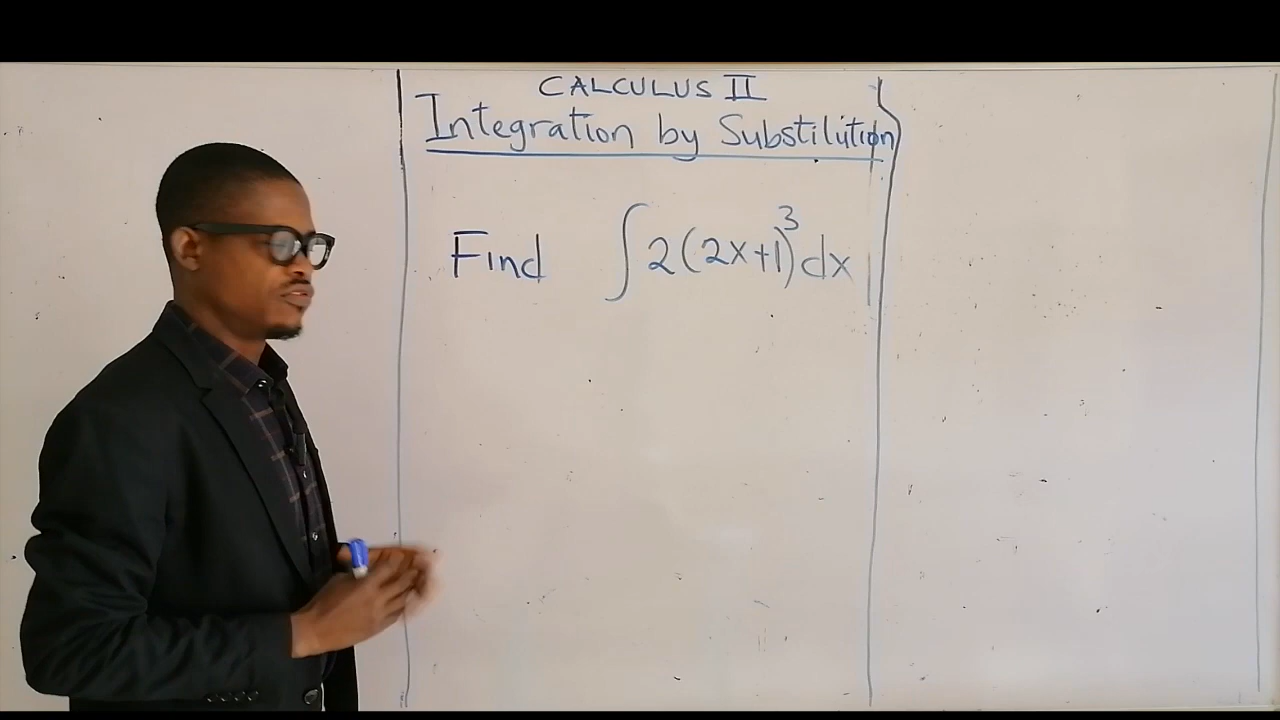 CALCULUS II
Integration by Substitution
Find ∫2(2x+1)³dx